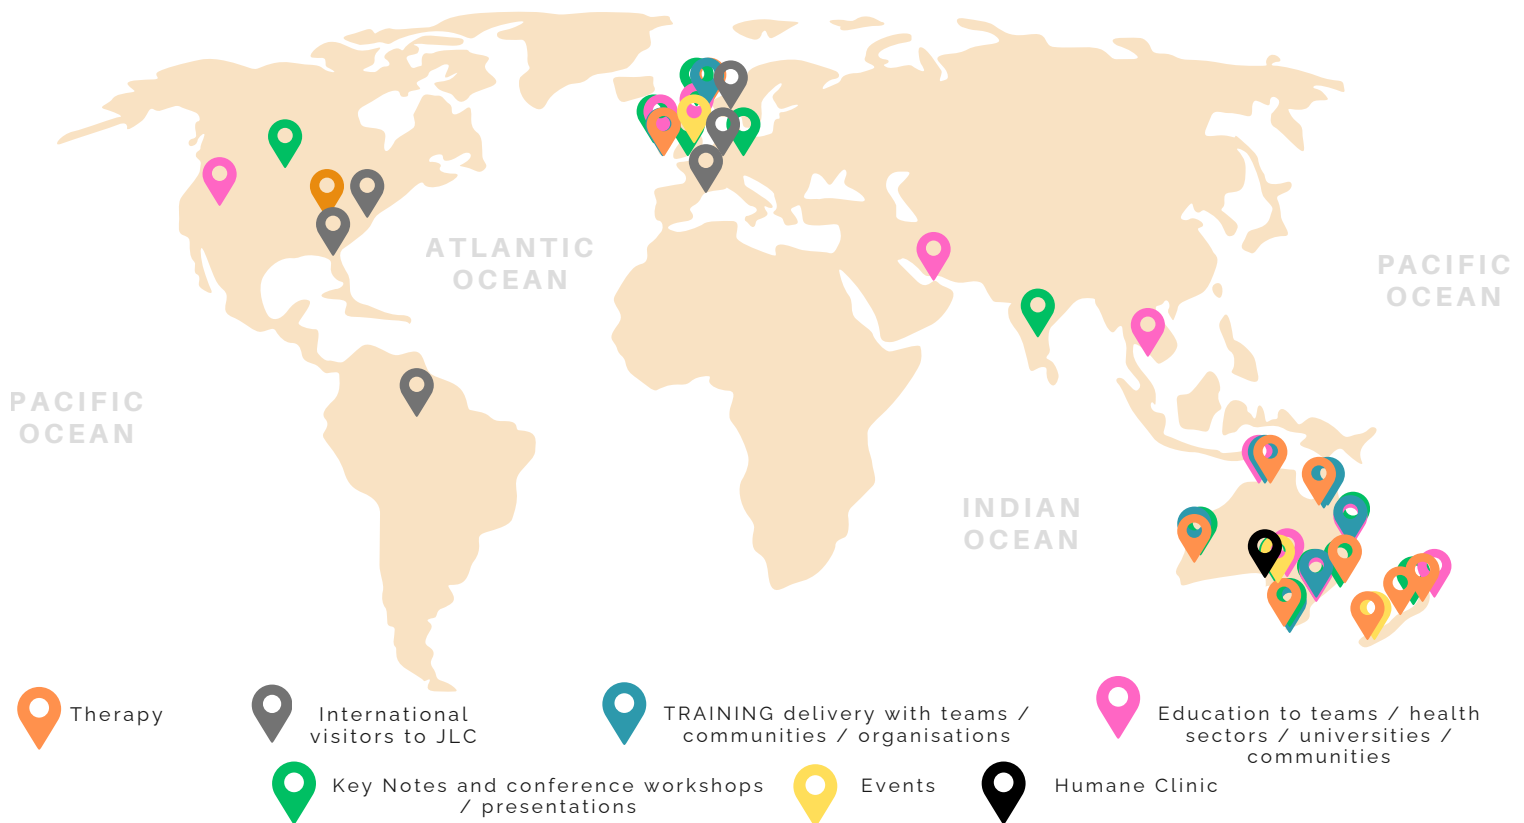 ATLANTIC
OCEAN
PACIFIC
OCEAN
PACIFIC
OCEAN
INDIAN
OCEAN
Therapy
International
visitors to JLC
TRAINING delivery with teams /
communities / organisations
Education to teams / health
sectors / universities /
communities
Key Notes and conference workshops
/ presentations
Events
Humane Clinic